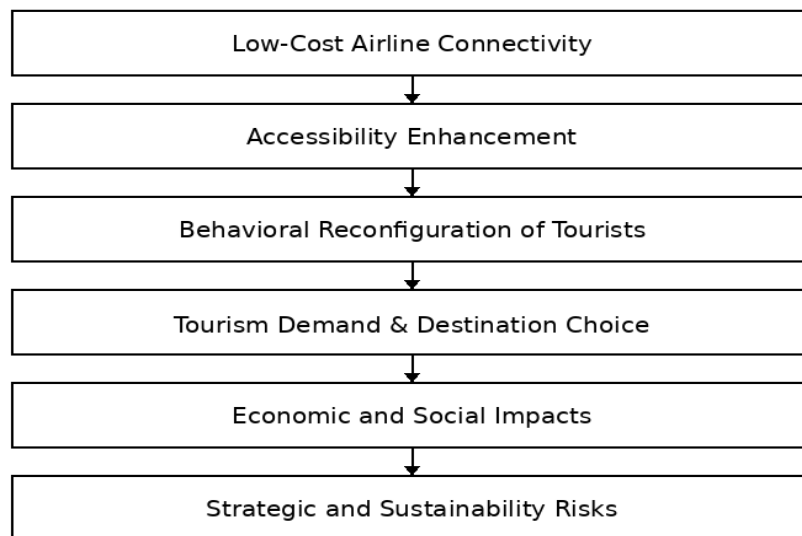 Low-Cost Airline Connectivity
Accessibility Enhancement
Behavioral Reconfiguration of Tourists
Tourism Demand & Destination Choice
Economic and Social Impacts
Strategic and Sustainability Risks